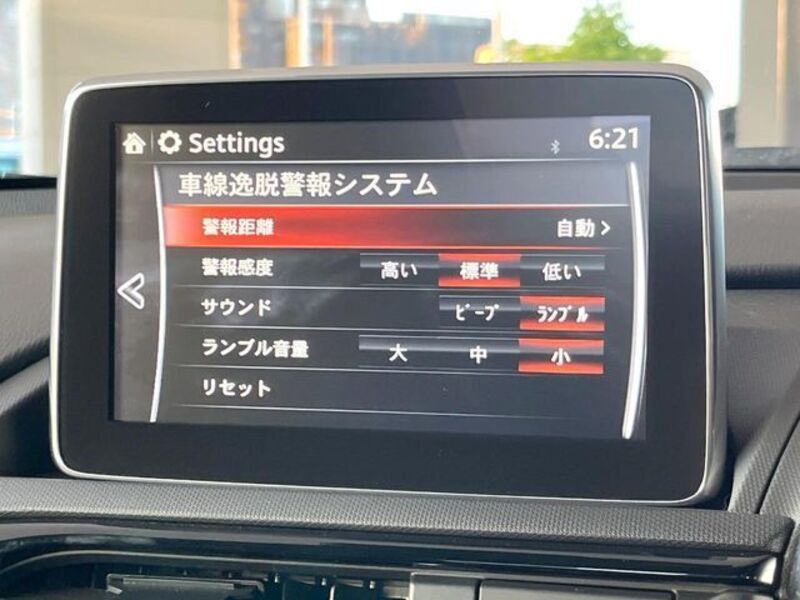 Settings 6:21
車線逸脱警報システム
警報距離 自動 >
警報感度 高い 標準 低い
サウンド ビープ ランブル
ランブル音量 大 中 小
リセット